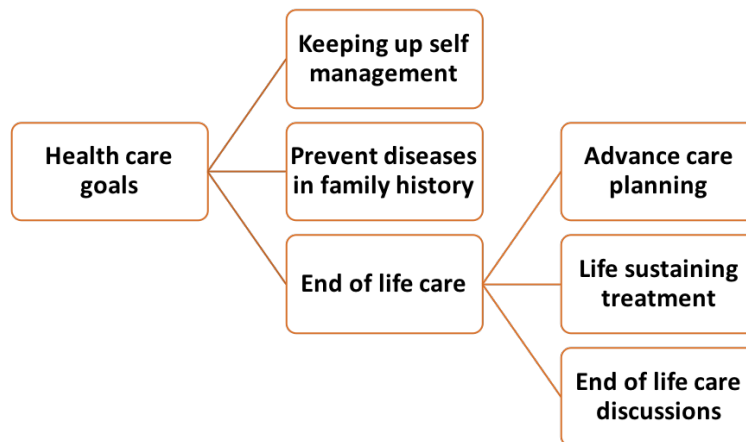 Keeping up self
management
Health care
goals
Prevent diseases
in family history
Advance care
planning
End of life care
Life sustaining
treatment
End of life care
discussions